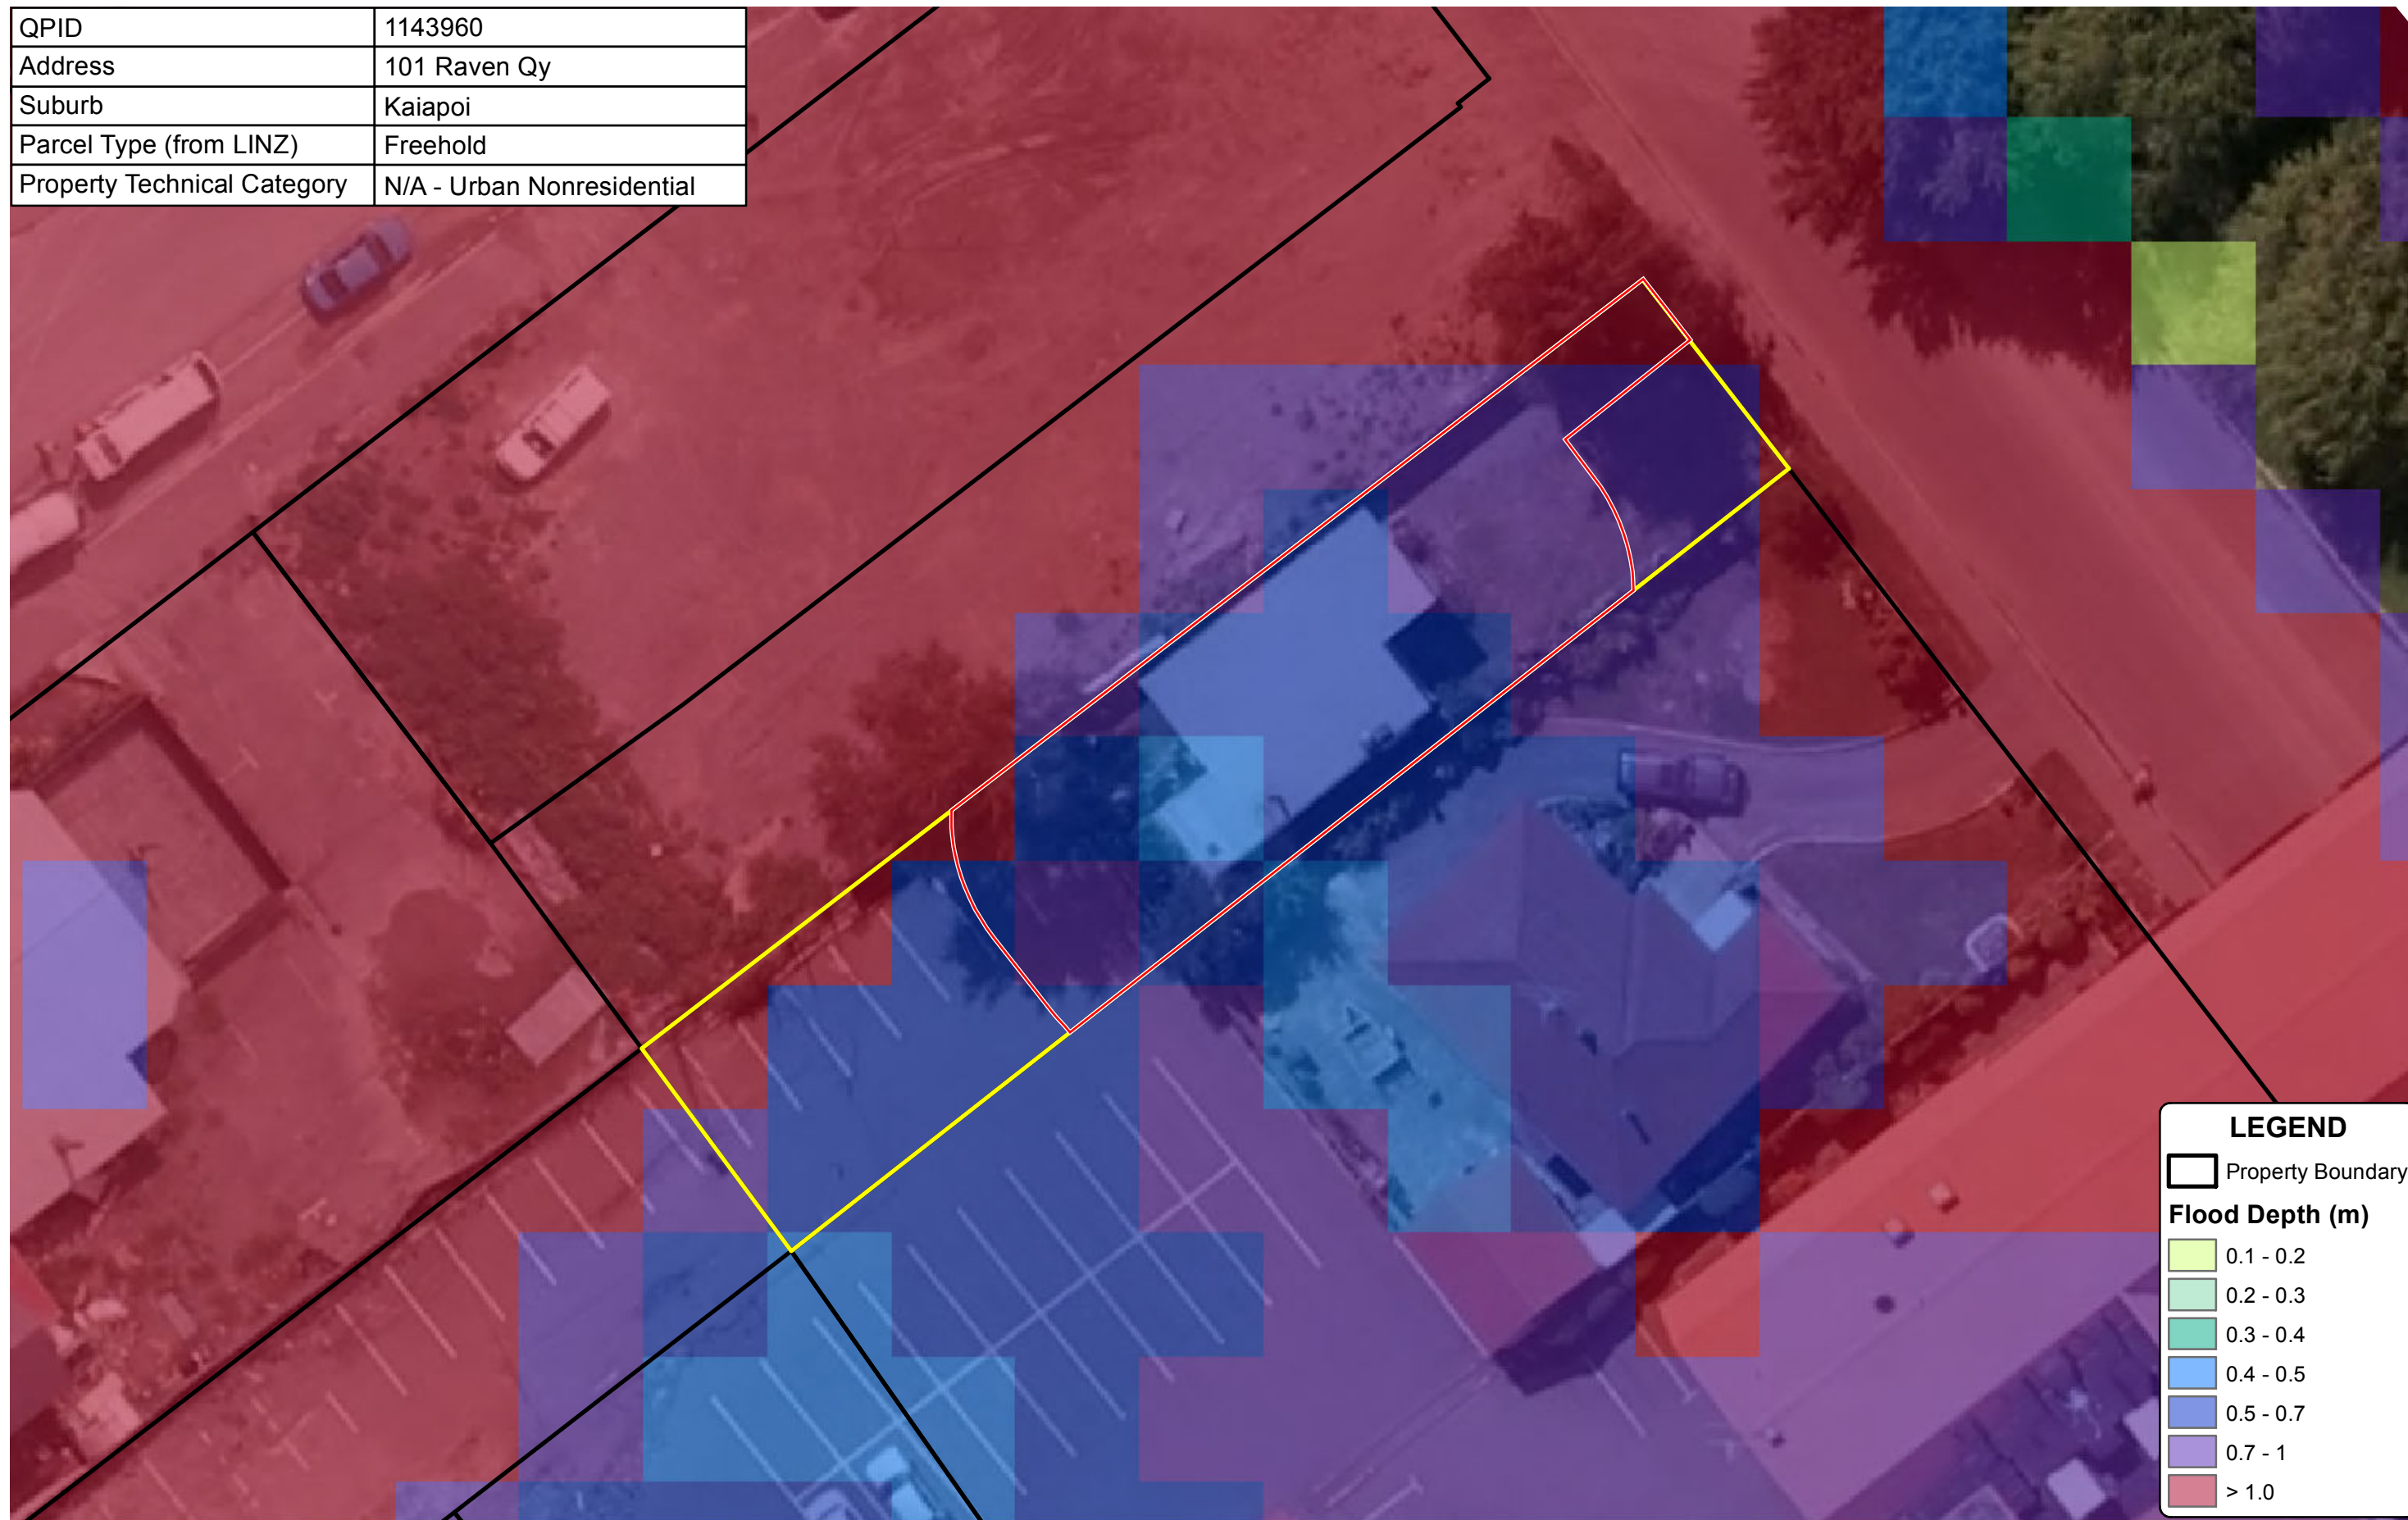 QPID 1143960
Address 101 Raven Qy
Suburb Kaiapoi
Parcel Type (from LINZ) Freehold
Property Technical Category N/A - Urban Nonresidential
LEGEND
Property Boundary
Flood Depth (m)
0.1 - 0.2
0.2 - 0.3
0.3 - 0.4
0.4 - 0.5
0.5 - 0.7
0.7 - 1
> 1.0